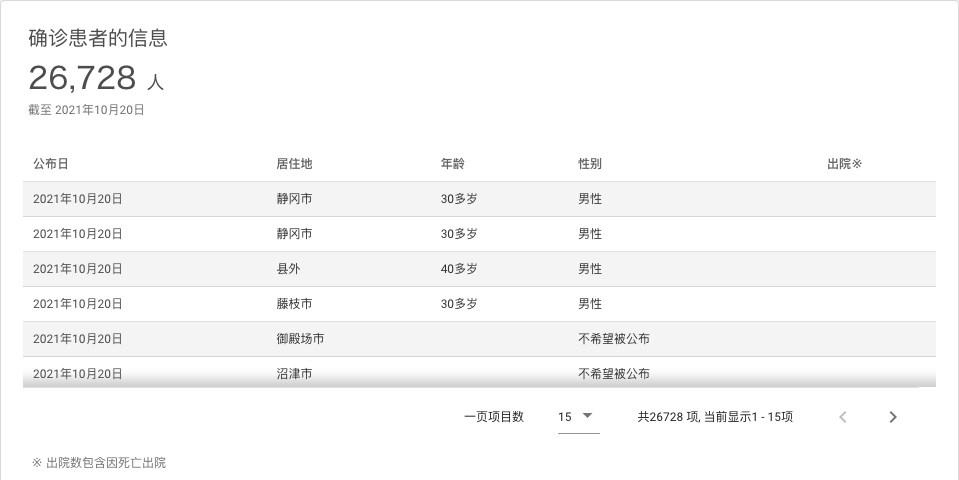 确诊患者的信息
26,728 人
截至 2021年10月20日
公布日 居住地 年龄 性别 出院※
2021年10月20日 静冈市 30多岁 男性
2021年10月20日 静冈市 30多岁 男性
2021年10月20日 县外 40多岁 男性
2021年10月20日 藤枝市 30多岁 男性
2021年10月20日 御殿场市 不希望被公布
2021年10月20日 沼津市 不希望被公布
一页项目数 15 共26728 项, 当前显示1 - 15项
※ 出院数包含因死亡出院